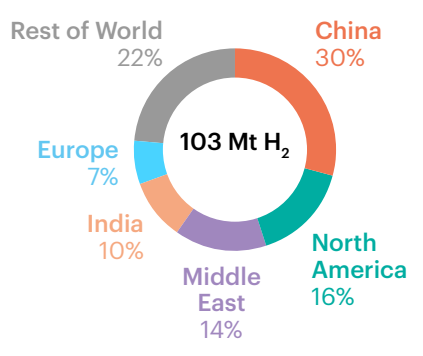 Rest of World
22%
China
30%
103 Mt H₂
Europe
7%
India
10%
Middle
East
14%
North
America
16%